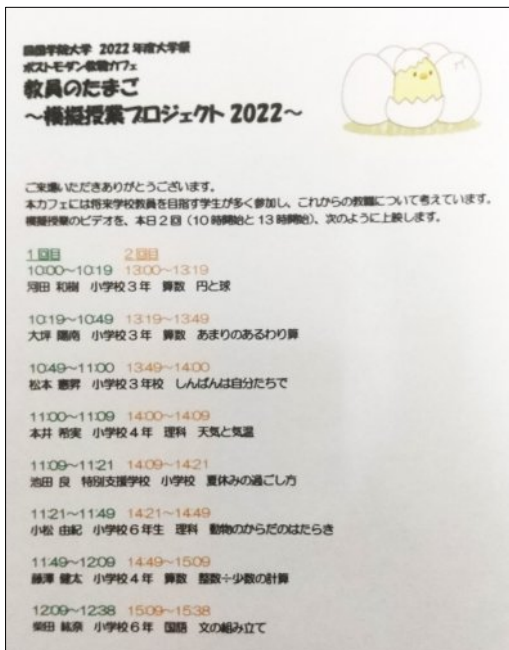 四国学院大学 2022年度大学祭
ポストモダン教職カフェ
教員のたまご
～模擬授業プロジェクト2022～
ご来場いただきありがとうございます。
本カフェには将来学校教員を目指す学生が多く参加し、これからの教職について考えています。
模擬授業のビデオを、本日2回（10時開始と13時開始）、次のように上映します。
1回目 2回目
10:00～10:19 13:00～13:19
河田 和樹 小学校3年 算数 円と球
10:19～10:49 13:19～13:49
大坪 陽南 小学校3年 算数 あまりのあるわり算
10:49～11:00 13:49～14:00
松本 憲昇 小学校3年校 しんぱんは自分たちで
11:00～11:09 14:00～14:09
本井 希実 小学校4年 理科 天気と気温
11:09～11:21 14:09～14:21
池田 良 特別支援学校 小学校 夏休みの過ごし方
11:21～11:49 14:21～14:49
小松 由紀 小学校6年生 理科 動物のからだのはたらき
11:49～12:09 14:49～15:09
藤澤 健太 小学校4年 算数 整数÷少数の計算
12:09～12:38 15:09～15:38
柴田 結奈 小学校6年 国語 文の組み立て